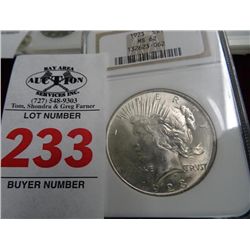 BAY AREA
AUCTION
SERVICES INC.
(727) 548-9303
Tom, Shondra & Greg Farner
LOT NUMBER
233
BUYER NUMBER
1923
MS 62
TRUST